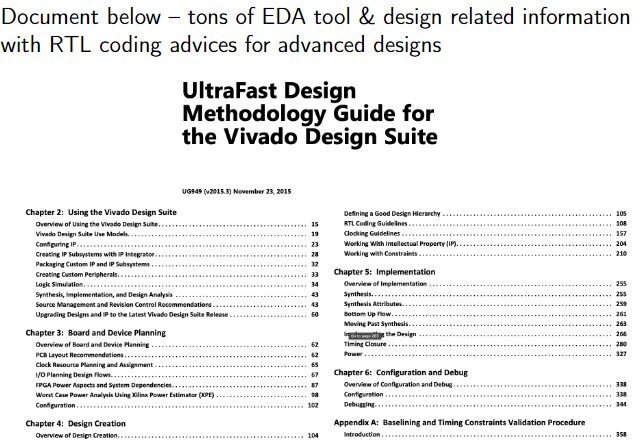 Document below – tons of EDA tool & design related information
with RTL coding advices for advanced designs
UltraFast Design
Methodology Guide for
the Vivado Design Suite
UG949 (v2015.3) November 23, 2015
Chapter 2: Using the Vivado Design Suite
Overview of Using the Vivado Design Suite 15
Vivado Design Suite Use Models 19
Configuring IP 23
Creating IP Subsystems with IP Integrator 28
Packaging Custom IP and IP Subsystems 32
Creating Custom Peripherals 33
Logic Simulation 34
Synthesis, Implementation, and Design Analysis 43
Source Management and Revision Control Recommendations 43
Upgrading Designs and IP to the Latest Vivado Design Suite Release 60
Chapter 3: Board and Device Planning
Overview of Board and Device Planning 62
PCB Layout Recommendations 62
Clock Resource Planning and Assignment 65
I/O Planning Design Flows 67
FPGA Power Aspects and System Dependencies 87
Worst Case Power Analysis Using Xilinx Power Estimator (XPE) 98
Configuration 102
Chapter 4: Design Creation
Overview of Design Creation 104
Defining a Good Design Hierarchy 105
RTL Coding Guidelines 108
Clocking Guidelines 157
Working With Intellectual Property (IP) 204
Working with Constraints 210
Chapter 5: Implementation
Overview of Implementation 255
Synthesis 255
Synthesis Attributes 259
Bottom Up Flow 261
Moving Past Synthesis 263
the Design 266
Timing Closure 280
Power 327
Chapter 6: Configuration and Debug
Overview of Configuration and Debug 338
Configuration 338
Debugging 344
Appendix A: Baselining and Timing Constraints Validation Procedure
Introduction 358